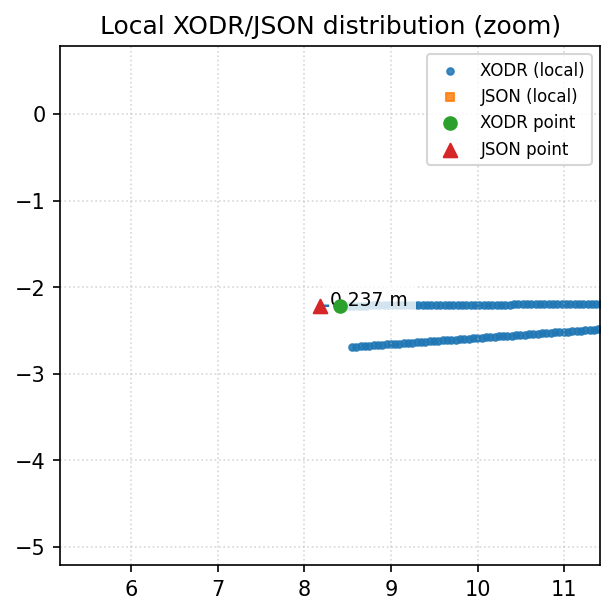 Local XODR/JSON distribution (zoom)
XODR (local)
JSON (local)
XODR point
JSON point
0
−1
−2
−3
−4
−5
0.237 m
6
7
8
9
10
11